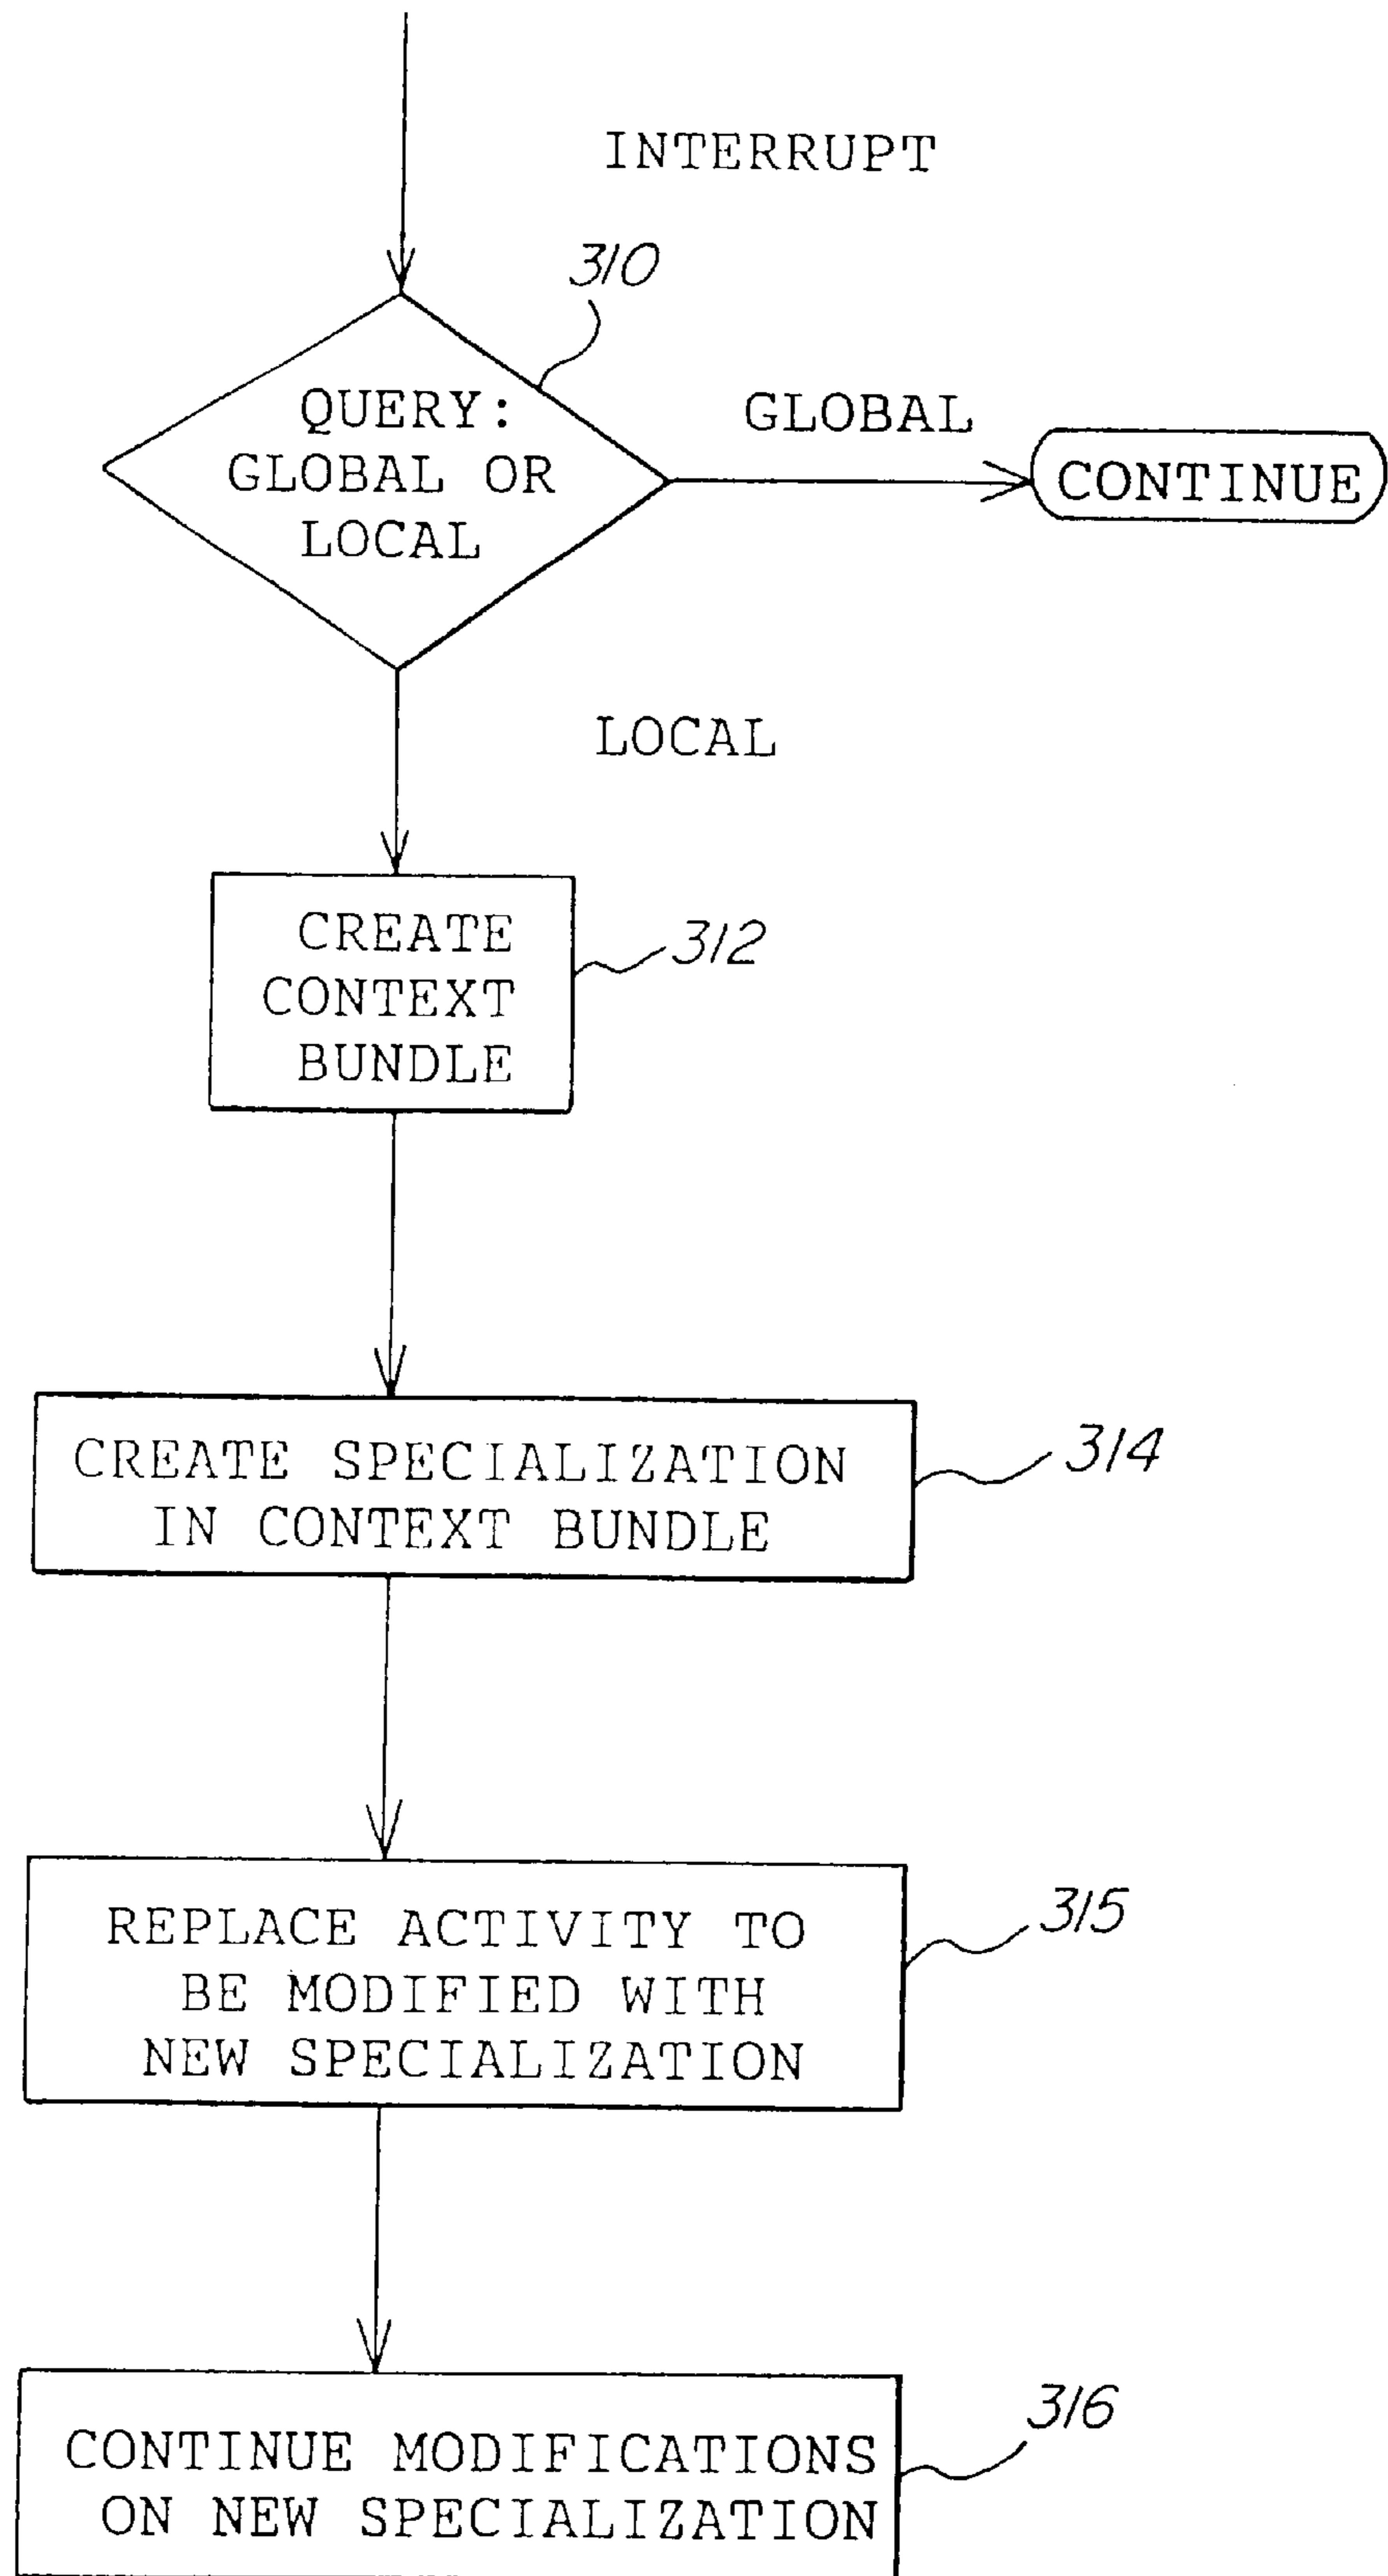 INTERRUPT
310
QUERY:
GLOBAL OR
LOCAL
GLOBAL
CONTINUE
LOCAL
CREATE
CONTEXT
BUNDLE
312
CREATE SPECIALIZATION
IN CONTEXT BUNDLE
314
REPLACE ACTIVITY TO
BE MODIFIED WITH
NEW SPECIALIZATION
315
CONTINUE MODIFICATIONS
ON NEW SPECIALIZATION
316